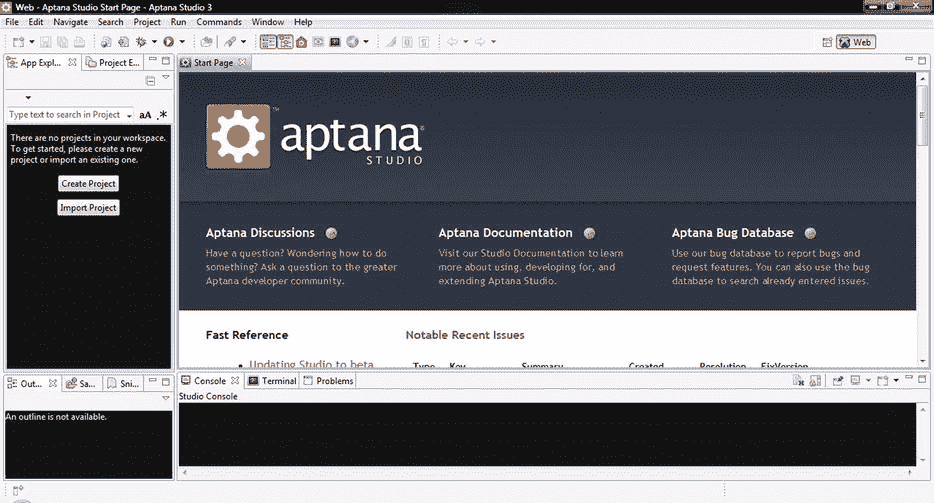 Web - Aptana Studio Start Page - Aptana Studio 3
File Edit Navigate Search Project Run Commands Window Help
Web
App Expl... Project E... Start Page
Type text to search in Project aA .*
There are no projects in your workspace.
To get started, please create a new
project or import an existing one.
Create Project
Import Project
aptana
STUDIO
Aptana Discussions
Have a question? Wondering how to do
something? Ask a question to the greater
Aptana developer community.
Aptana Documentation
Visit our Studio Documentation to learn
more about using, developing for, and
extending Aptana Studio.
Aptana Bug Database
Use our bug database to report bugs and
request features. You can also use the bug
database to search already entered issues.
Fast Reference
Updating Studio to beta
Notable Recent Issues
Type Key Summary Created Resolution FixVersion
Out... Sa... Sni...
An outline is not available.
Console Terminal Problems
Studio Console